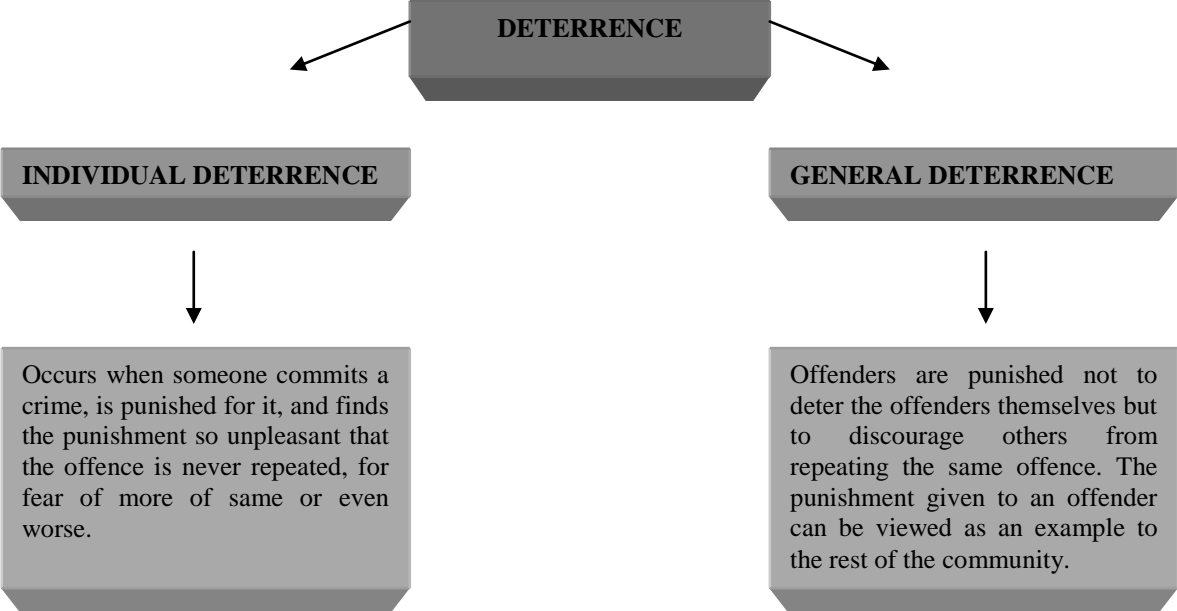 DETERRENCE
INDIVIDUAL DETERRENCE
GENERAL DETERRENCE
Occurs when someone commits a
crime, is punished for it, and finds
the punishment so unpleasant that
the offence is never repeated, for
fear of more of same or even
worse.
Offenders are punished not to
deter the offenders themselves but
to discourage others from
repeating the same offence. The
punishment given to an offender
can be viewed as an example to
the rest of the community.